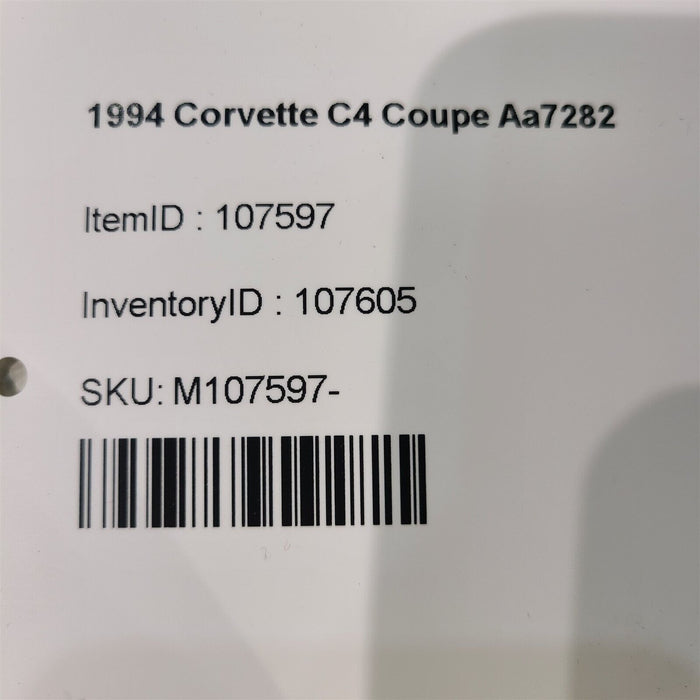 1994 Corvette C4 Coupe Aa7282
ItemID : 107597
InventoryID : 107605
SKU: M107597-